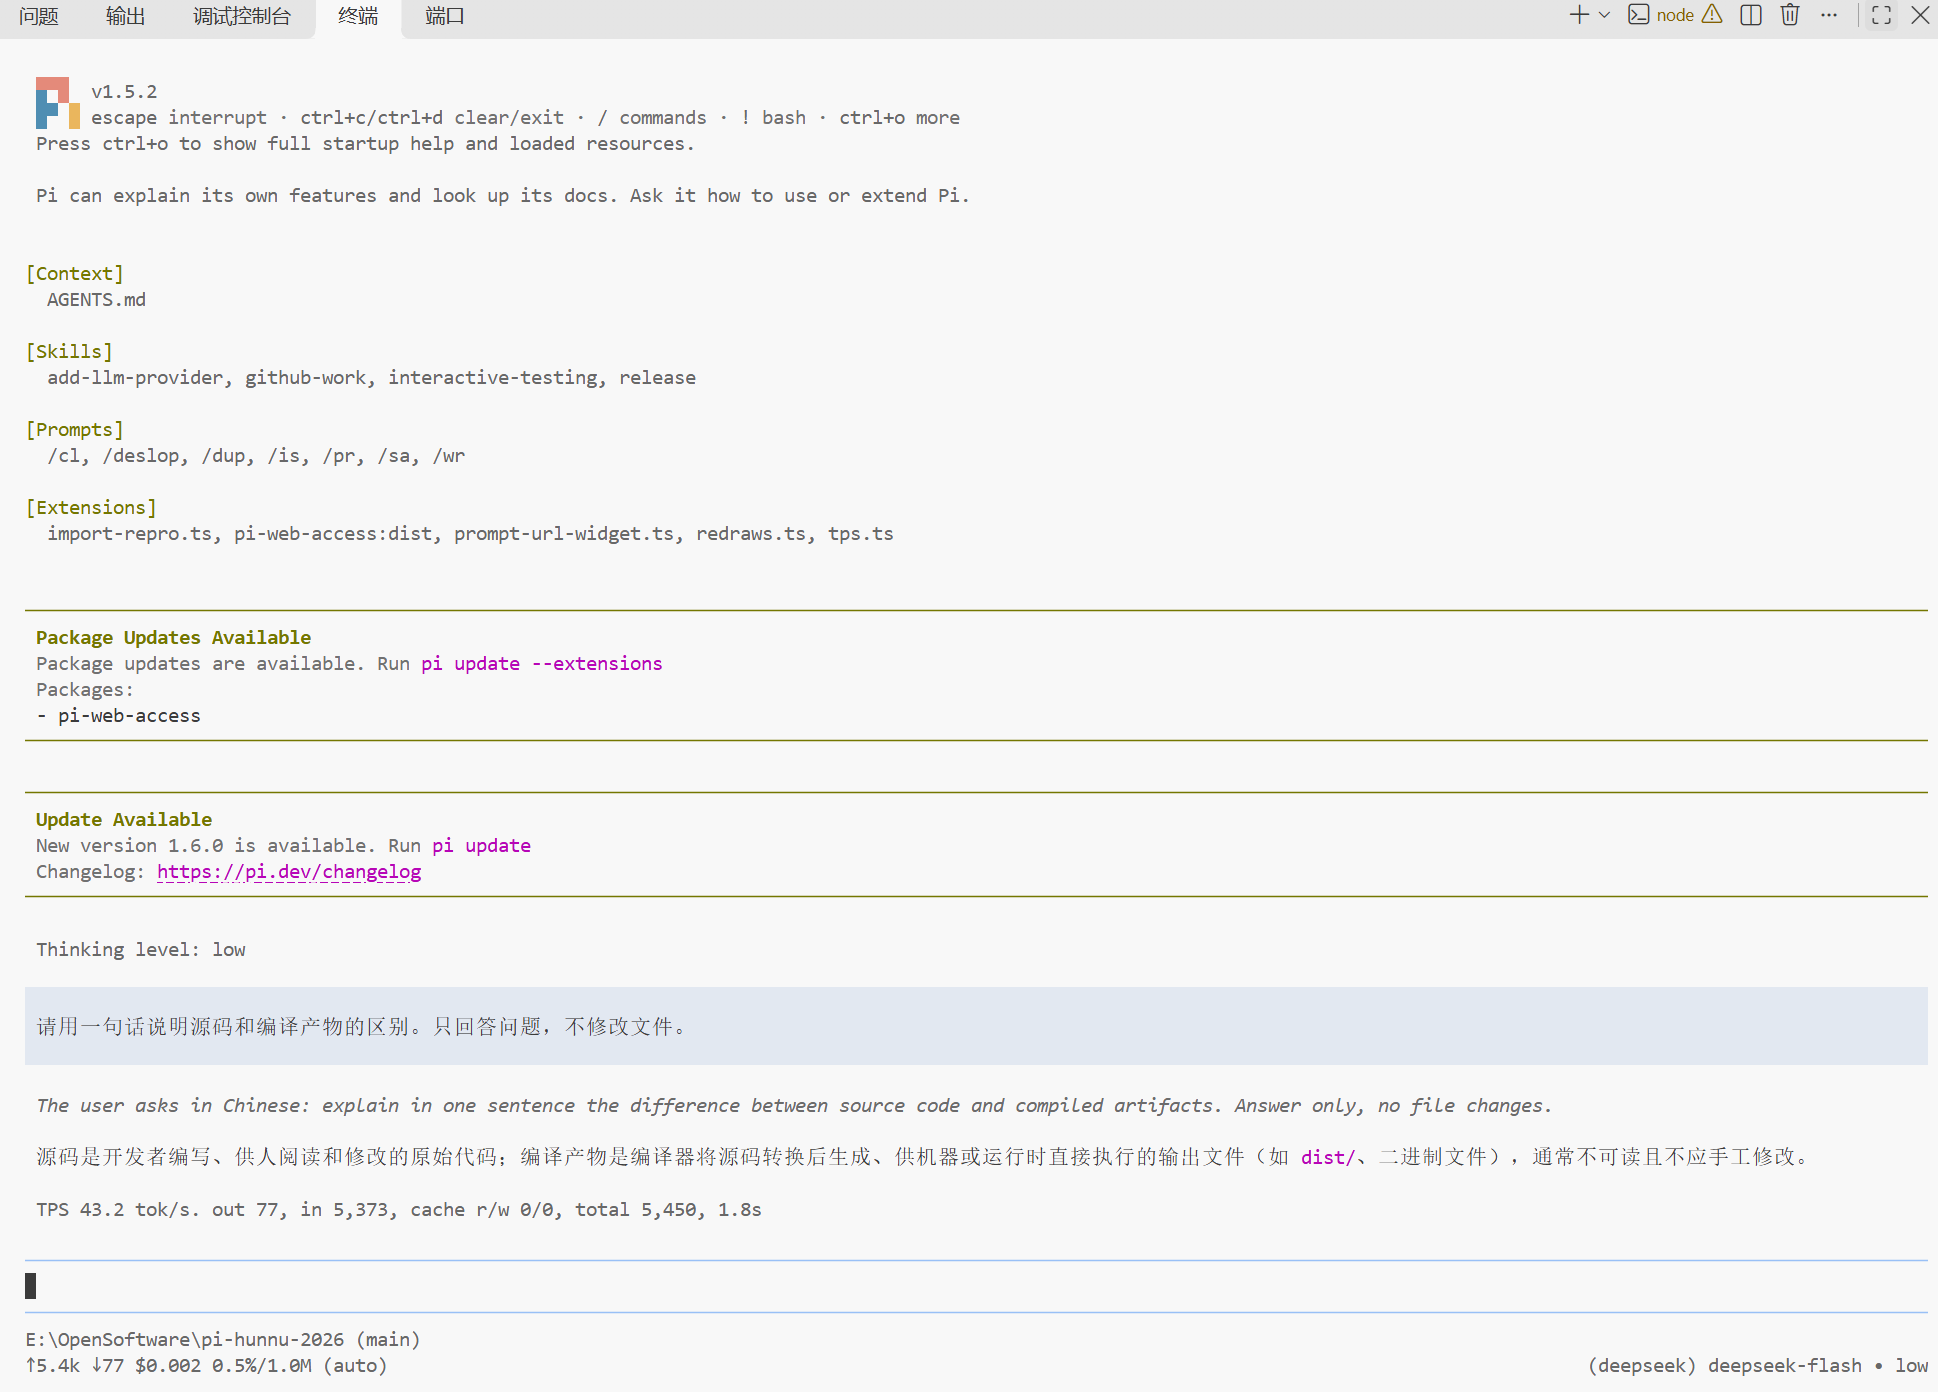 问题 输出 调试控制台 终端 端口 node
v1.5.2
escape interrupt · ctrl+c/ctrl+d clear/exit · / commands · ! bash · ctrl+o more
Press ctrl+o to show full startup help and loaded resources.
Pi can explain its own features and look up its docs. Ask it how to use or extend Pi.
[Context]
AGENTS.md
[Skills]
add-llm-provider, github-work, interactive-testing, release
[Prompts]
/cl, /deslop, /dup, /is, /pr, /sa, /wr
[Extensions]
import-repro.ts, pi-web-access:dist, prompt-url-widget.ts, redraws.ts, tps.ts
Package Updates Available
Package updates are available. Run pi update --extensions
Packages:
- pi-web-access
Update Available
New version 1.6.0 is available. Run pi update
Changelog: https://pi.dev/changelog
Thinking level: low
请用一句话说明源码和编译产物的区别。只回答问题，不修改文件。
The user asks in Chinese: explain in one sentence the difference between source code and compiled artifacts. Answer only, no file changes.
源码是开发者编写、供人阅读和修改的原始代码；编译产物是编译器将源码转换后生成、供机器或运行时直接执行的输出文件（如 dist/、二进制文件），通常不可读且不应手工修改。
TPS 43.2 tok/s. out 77, in 5,373, cache r/w 0/0, total 5,450, 1.8s
E:\OpenSoftware\pi-hunnu-2026 (main)
↑5.4k ↓77 $0.002 0.5%/1.0M (auto) (deepseek) deepseek-flash • low